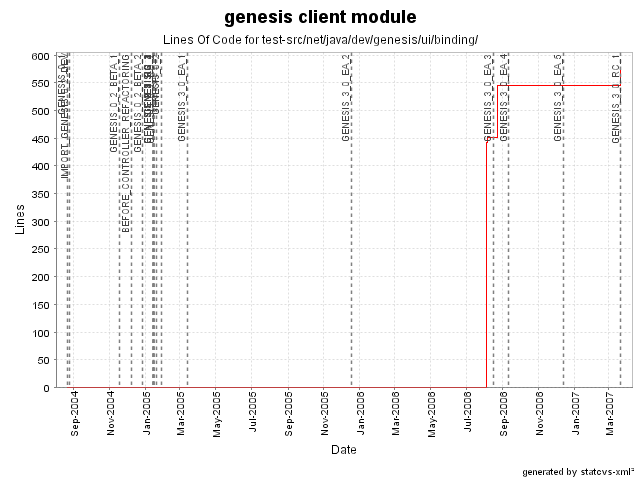 genesis client module
Lines Of Code for test-src/net/java/dev/genesis/ui/binding/
600
550
500
450
400
350
300
250
200
150
100
50
0
Lines
GENESIS_0_2_BETA_1
BEFORE_CONTROLLER_REFACTORING
GENESIS_0_2_BETA_2
GENESIS_3_0_EA_1
GENESIS_3_0_EA_2
GENESIS_3_0_EA_3
GENESIS_3_0_EA_4
GENESIS_3_0_EA_5
GENESIS_3_0_RC_1
Sep-2004
Nov-2004
Jan-2005
Mar-2005
May-2005
Jul-2005
Sep-2005
Nov-2005
Jan-2006
Mar-2006
May-2006
Jul-2006
Sep-2006
Nov-2006
Jan-2007
Mar-2007
Date
generated by statcvs-xml²